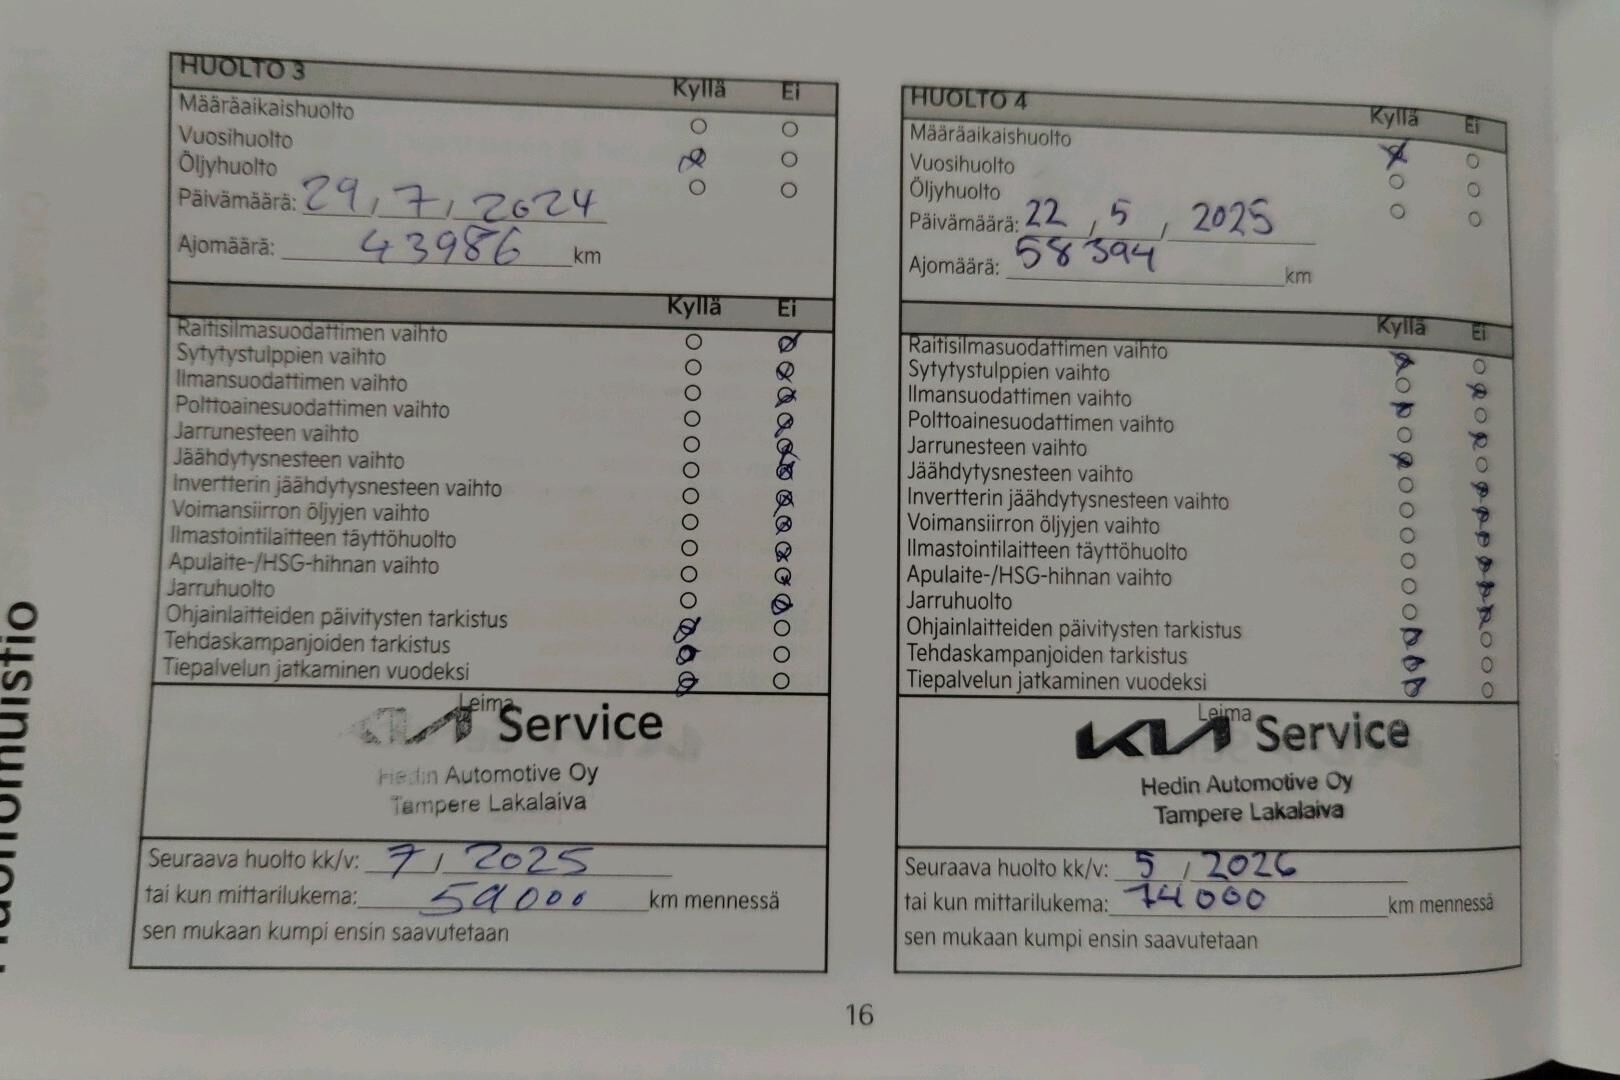 HUOLTO 3
Kyllä Ei
Määräaikaishuolto
Vuosihuolto
Öljyhuolto
Päivämäärä: 29, 7, 2024
Ajomäärä: 43986 km
Kyllä Ei
Raitisilmasuodattimen vaihto
Sytytystulppien vaihto
Ilmansuodattimen vaihto
Polttoainesuodattimen vaihto
Jarrunesteen vaihto
Jäähdytysnesteen vaihto
Invertterin jäähdytysnesteen vaihto
Voimansiirron öljyjen vaihto
Ilmastointilaitteen täyttöhuolto
Apulaite-/HSG-hihnan vaihto
Jarruhuolto
Ohjainlaitteiden päivitysten tarkistus
Tehdaskampanjoiden tarkistus
Tiepalvelun jatkaminen vuodeksi
Leima
KIA Service
Hedin Automotive Oy
Tampere Lakalaiva
Seuraava huolto kk/v: 7 / 2025
tai kun mittarilukema: 59000 km mennessä
sen mukaan kumpi ensin saavutetaan
HUOLTO 4
Kyllä Ei
Määräaikaishuolto
Vuosihuolto
Öljyhuolto
Päivämäärä: 22, 5, 2025
Ajomäärä: 58394 km
Kyllä Ei
Raitisilmasuodattimen vaihto
Sytytystulppien vaihto
Ilmansuodattimen vaihto
Polttoainesuodattimen vaihto
Jarrunesteen vaihto
Jäähdytysnesteen vaihto
Invertterin jäähdytysnesteen vaihto
Voimansiirron öljyjen vaihto
Ilmastointilaitteen täyttöhuolto
Apulaite-/HSG-hihnan vaihto
Jarruhuolto
Ohjainlaitteiden päivitysten tarkistus
Tehdaskampanjoiden tarkistus
Tiepalvelun jatkaminen vuodeksi
Leima
KIA Service
Hedin Automotive Oy
Tampere Lakalaiva
Seuraava huolto kk/v: 5 / 2026
tai kun mittarilukema: 74000 km mennessä
sen mukaan kumpi ensin saavutetaan
16